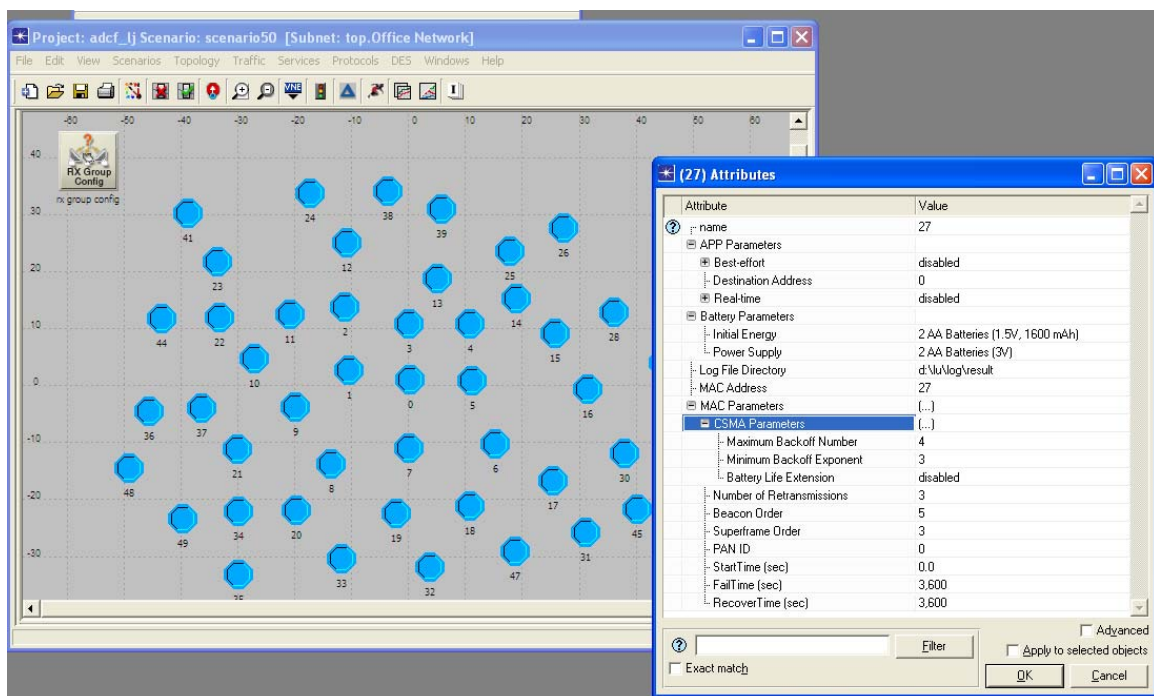 Project: adcf_lj Scenario: scenario50 [Subnet: top.Office Network]
File Edit View Scenarios Topology Traffic Services Protocols DES Windows Help
VNE
-60 -50 -40 -30 -20 -10 0 10 20 30 40 50 60
40
RX Group
Config
rx group config
24 38
30
41 39
12 26
25
20
23 13
2 14 28
10
44 22 11 3 4
15
10
0
1 0 5
16
36 37 9
-10
21 7 6
48 8 30
-20
17
49 34 20 19 18 45
-30
31
33 32 47
35
(27) Attributes
Attribute Value
name 27
APP Parameters
Best-effort disabled
Destination Address 0
Real-time disabled
Battery Parameters
Initial Energy 2 AA Batteries (1.5V, 1600 mAh)
Power Supply 2 AA Batteries (3V)
Log File Directory d:\lu\log\result
MAC Address 27
MAC Parameters (...)
CSMA Parameters (...)
Maximum Backoff Number 4
Minimum Backoff Exponent 3
Battery Life Extension disabled
Number of Retransmissions 3
Beacon Order 5
Superframe Order 3
PAN ID 0
StartTime (sec) 0.0
FailTime (sec) 3,600
RecoverTime (sec) 3,600
Advanced
Filter
Apply to selected objects
Exact match
OK Cancel